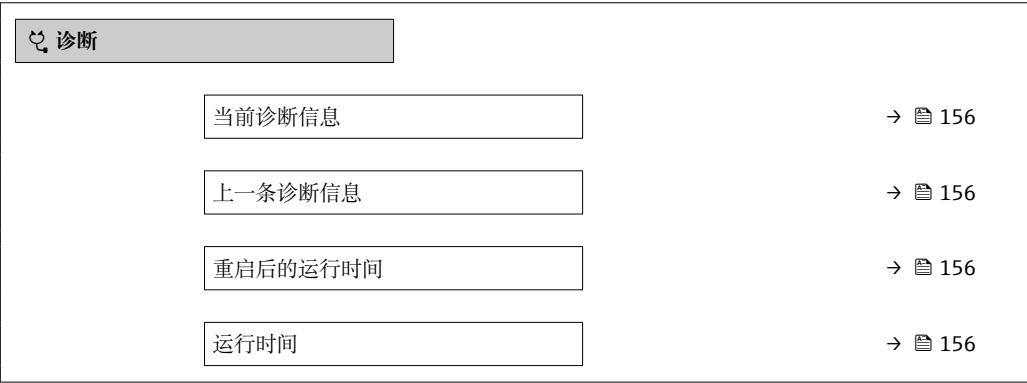 诊断
当前诊断信息 → 156
上一条诊断信息 → 156
重启后的运行时间 → 156
运行时间 → 156